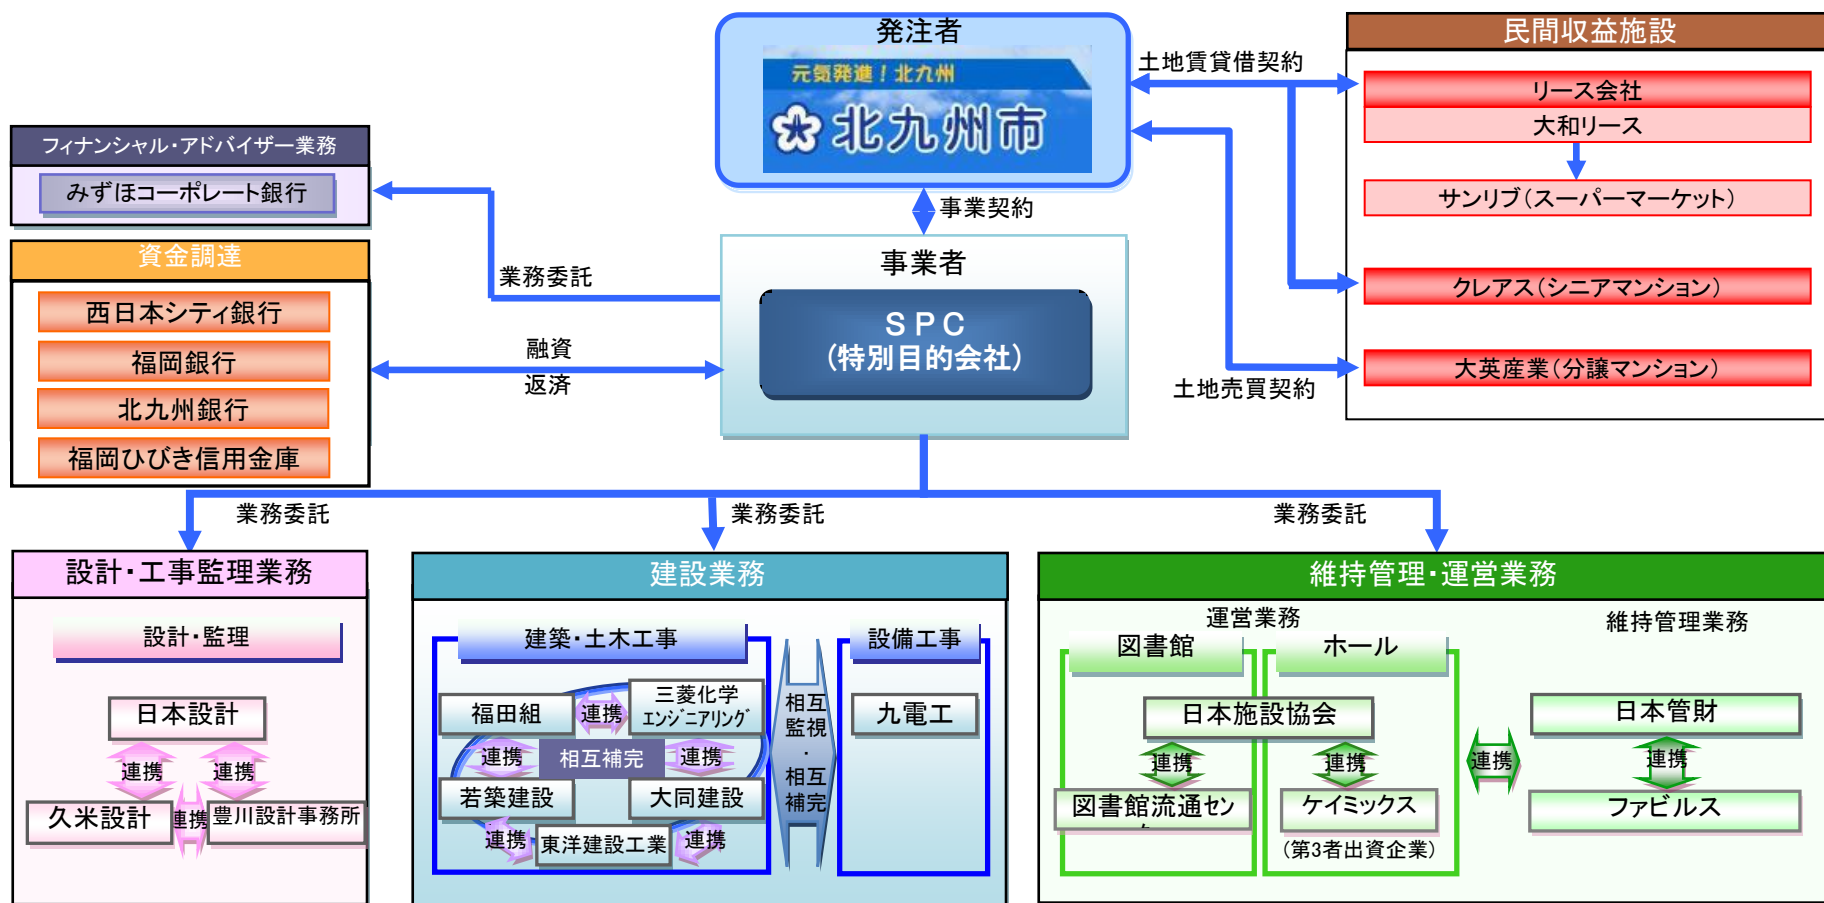 発注者
元気発進!北九州
北九州市
土地賃貸借契約
民間収益施設
リース会社
大和リース
サンリブ(スーパーマーケット)
クレアス(シニアマンション)
大英産業(分譲マンション)
土地売買契約
フィナンシャル・アドバイザー業務
みずほコーポレート銀行
資金調達
西日本シティ銀行
福岡銀行
北九州銀行
福岡ひびき信用金庫
業務委託
融資
返済
事業契約
事業者
SPC
(特別目的会社)
業務委託
業務委託
業務委託
設計・工事監理業務
設計・監理
日本設計
連携
連携
久米設計
連携
豊川設計事務所
建設業務
建築・土木工事
福田組
連携
三菱化学
エンジニアリング
連携
相互補完
連携
若築建設
大同建設
連携
東洋建設工業
連携
相互
監視
・
相互
補完
設備工事
九電工
維持管理・運営業務
運営業務
維持管理業務
図書館
ホール
日本施設協会
連携
連携
図書館流通セン
ケイミックス
(第3者出資企業)
連携
日本管財
連携
ファビルス